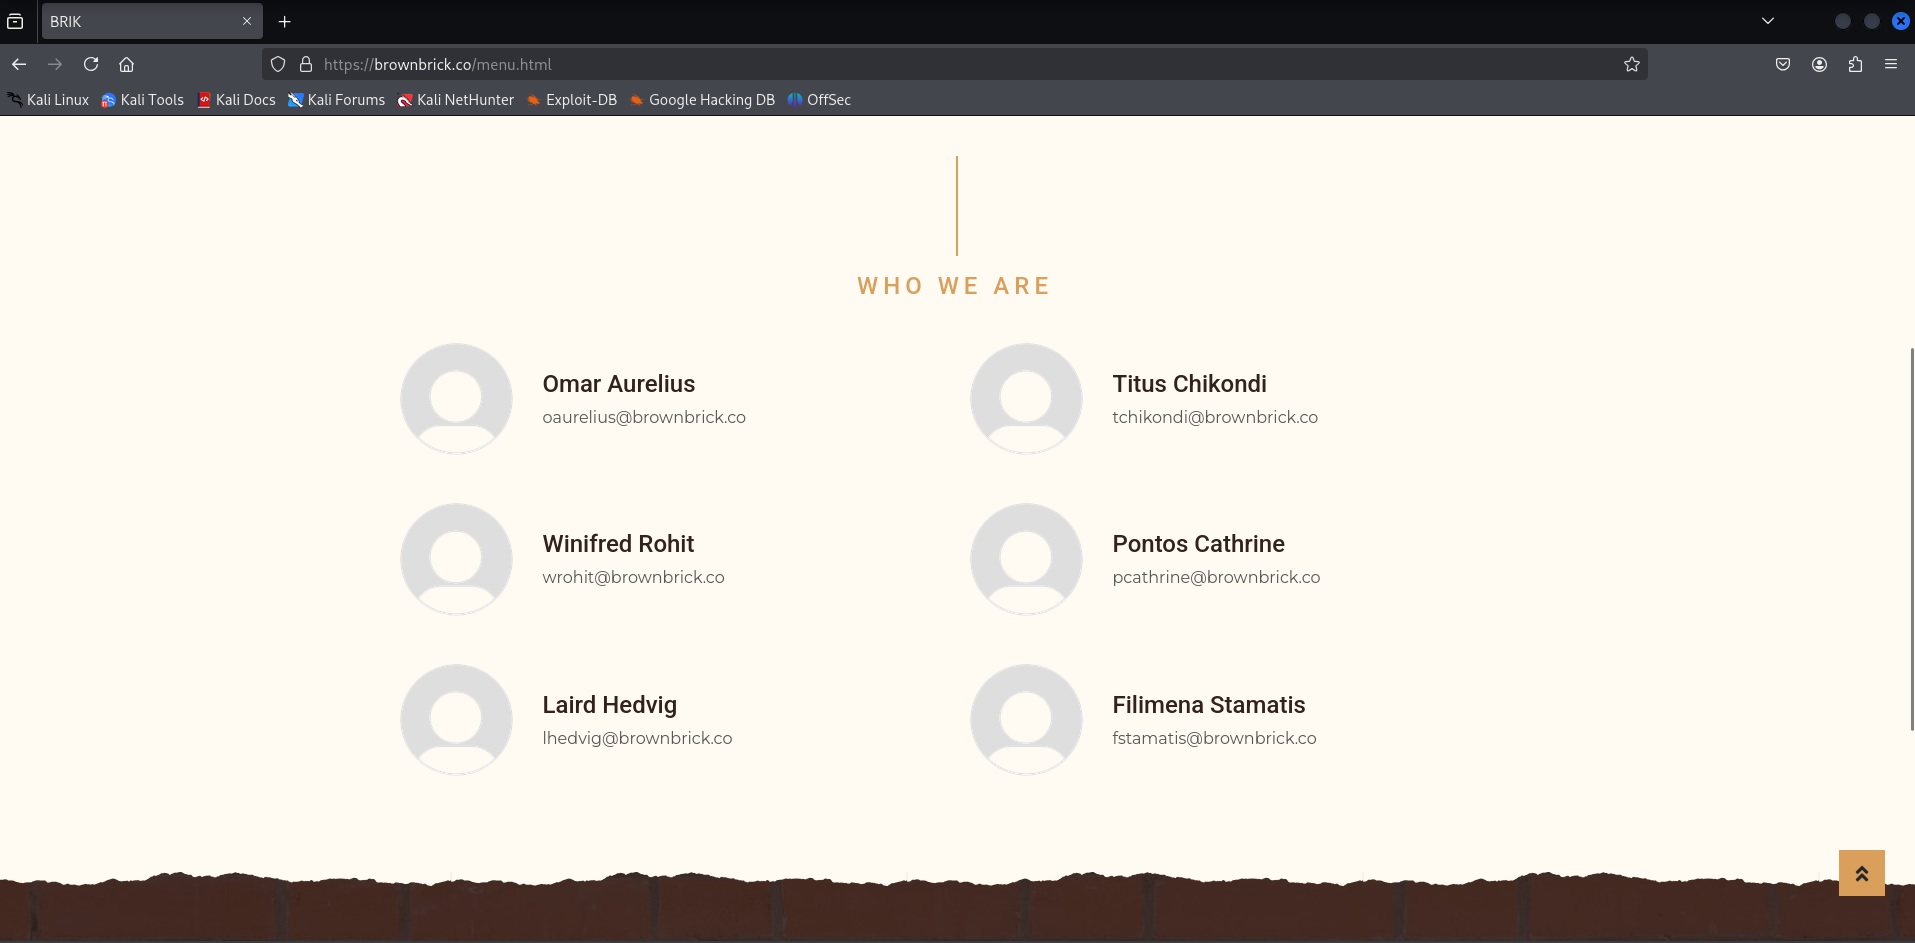 BRIK
https://brownbrick.co/menu.html
Kali Linux Kali Tools Kali Docs Kali Forums Kali NetHunter Exploit-DB Google Hacking DB OffSec
WHO WE ARE
Omar Aurelius
oaurelius@brownbrick.co
Titus Chikondi
tchikondi@brownbrick.co
Winifred Rohit
wrohit@brownbrick.co
Pontos Cathrine
pcathrine@brownbrick.co
Laird Hedvig
lhedvig@brownbrick.co
Filimena Stamatis
fstamatis@brownbrick.co